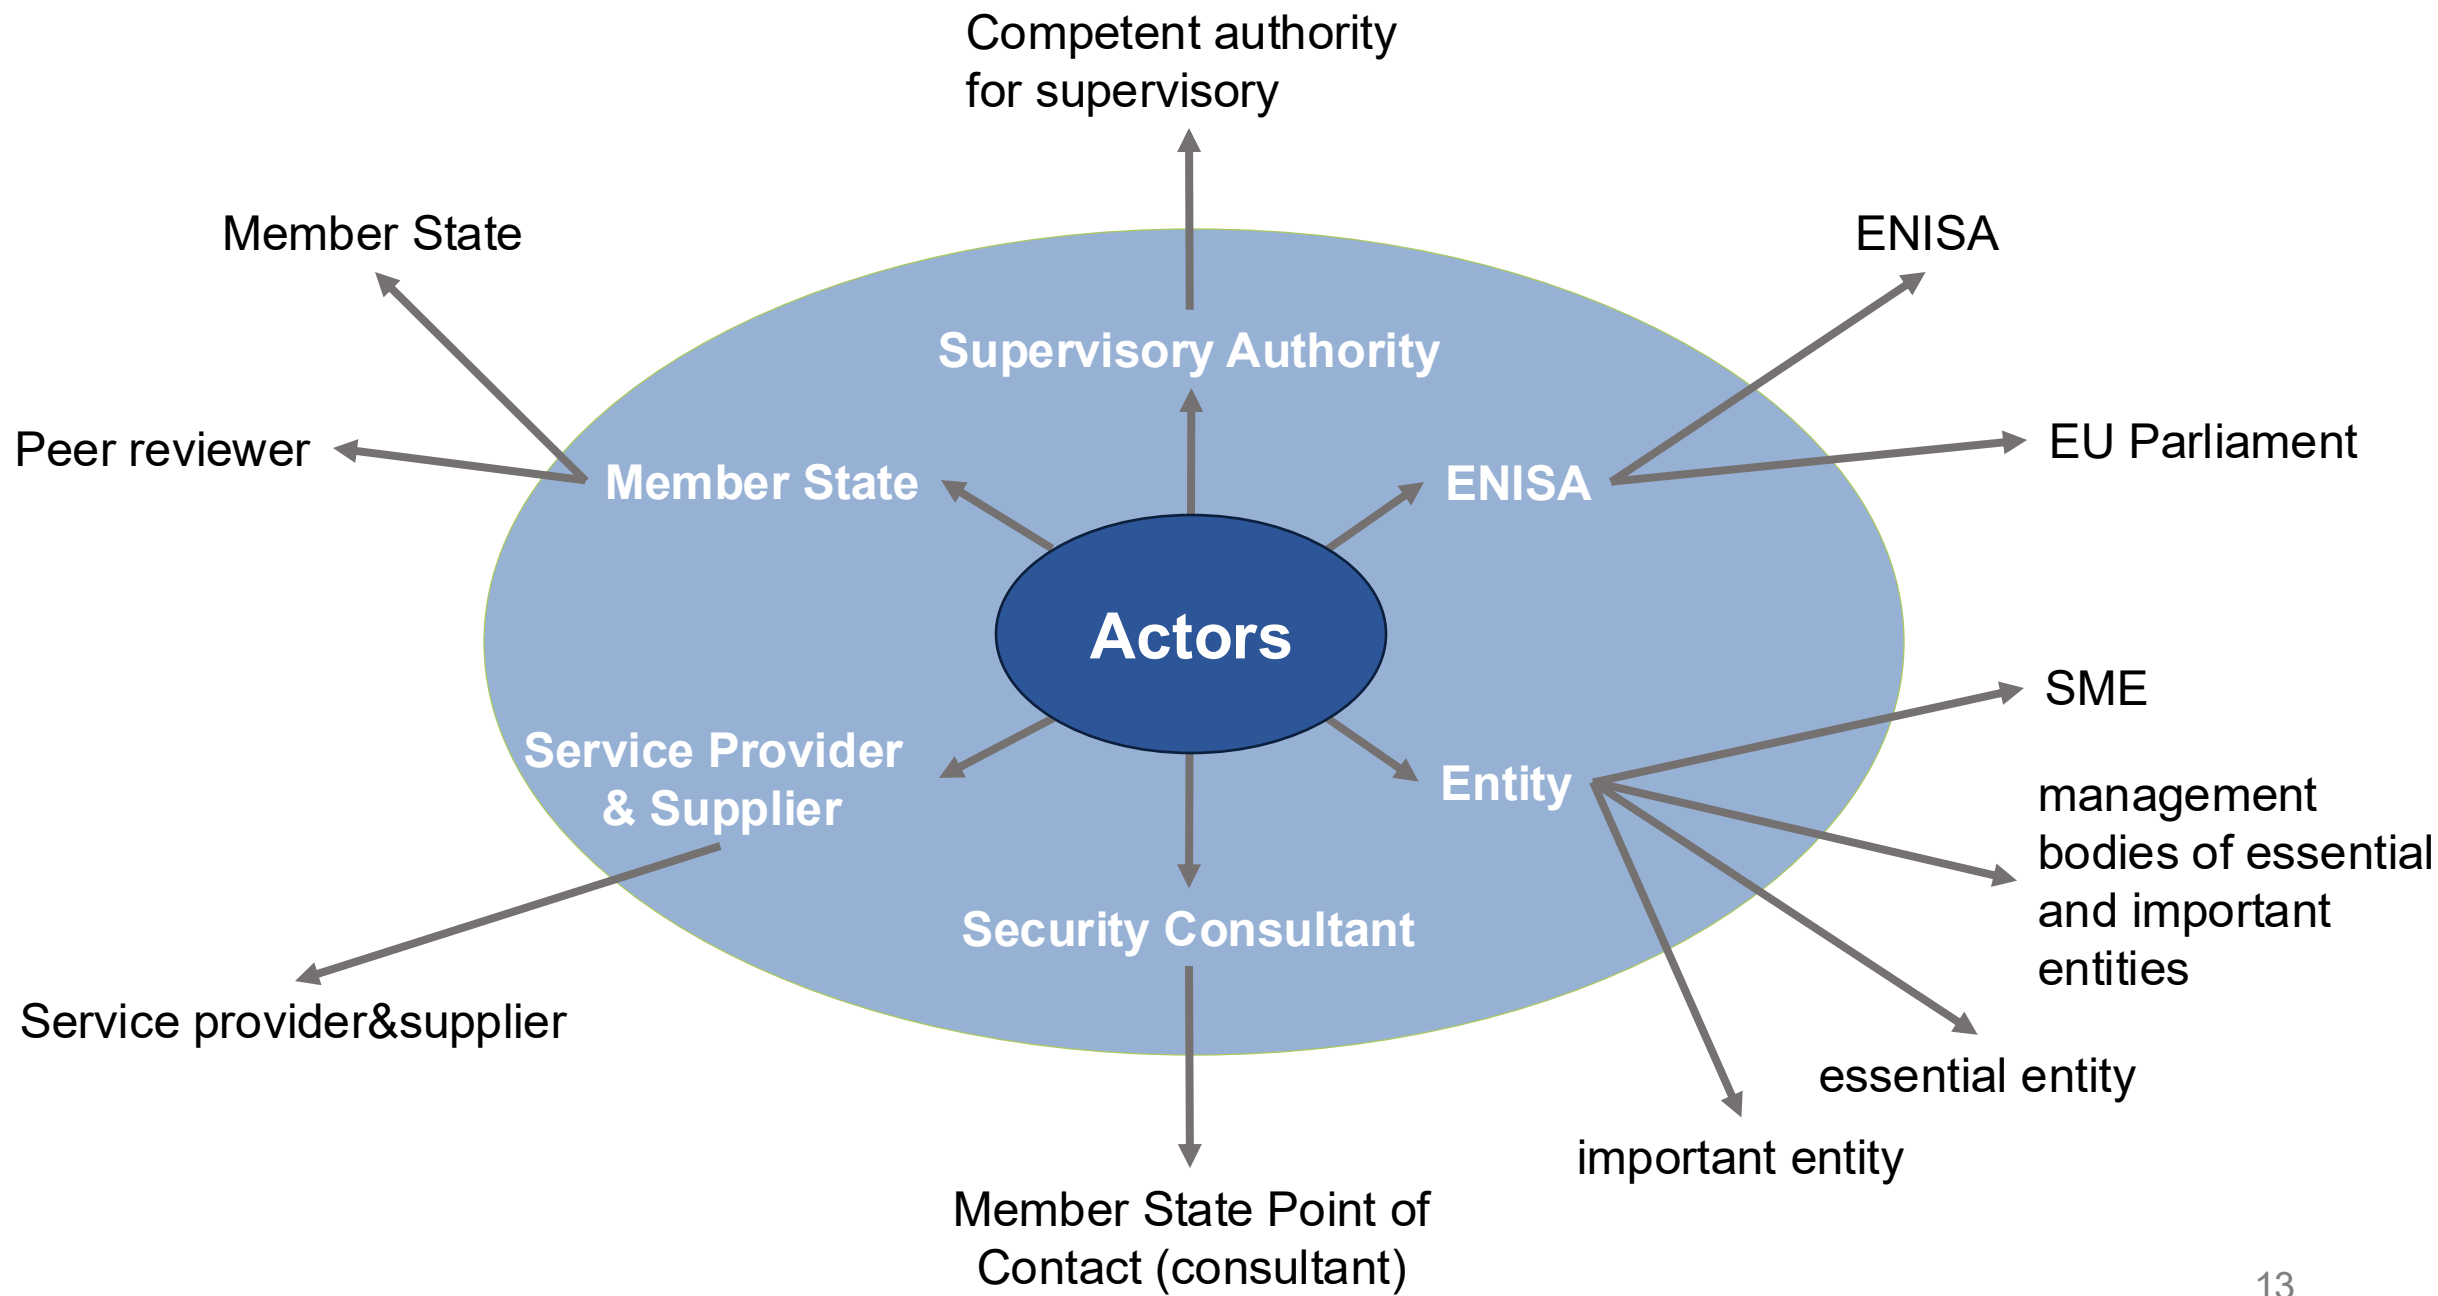 Competent authority
for supervisory
Member State
ENISA
Supervisory Authority
Peer reviewer
EU Parliament
Member State
ENISA
Actors
SME
Service Provider
& Supplier
Entity
management
bodies of essential
and important
entities
Security Consultant
Service provider&supplier
essential entity
important entity
Member State Point of
Contact (consultant)
13